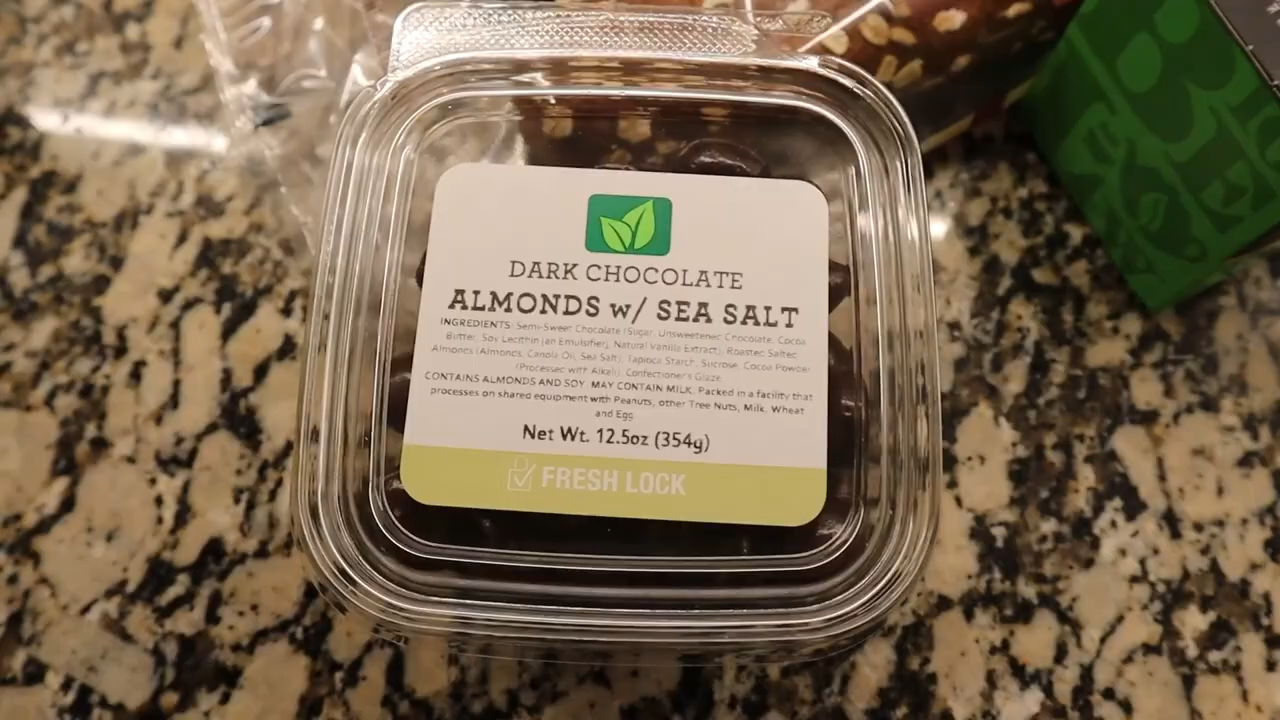 DARK CHOCOLATE
ALMONDS w/ SEA SALT
INGREDIENTS: Semi-Sweet Chocolate (Sugar, Unsweetened Chocolate, Cocoa
Butter, Soy Lecithin (an Emulsifier), Natural Vanilla Extract), Roasted Salted
Almonds (Almonds, Canola Oil, Sea Salt), Tapioca Starch, Sucrose, Cocoa Powder
(Processed with Alkali), Confectioner's Glaze.
CONTAINS ALMONDS AND SOY. MAY CONTAIN MILK. Packed in a facility that
processes on shared equipment with Peanuts, other Tree Nuts, Milk, Wheat
and Egg.
Net Wt. 12.5oz (354g)
FRESH LOCK